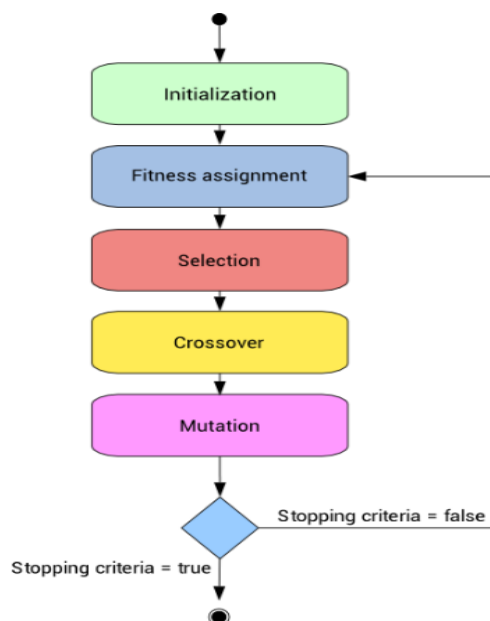 Initialization
Fitness assignment
Selection
Crossover
Mutation
Stopping criteria = false
Stopping criteria = true